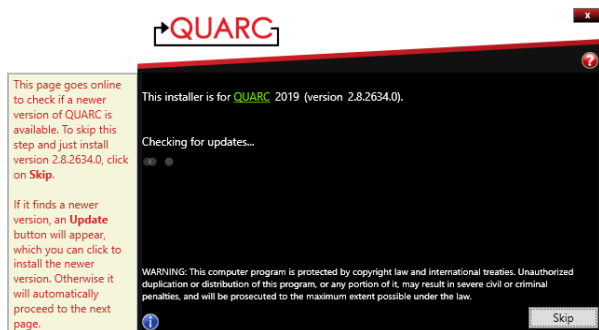 QUARC
x
?
This page goes online
to check if a newer
version of QUARC is
available. To skip this
step and just install
version 2.8.2634.0, click
on Skip.
If it finds a newer
version, an Update
button will appear,
which you can click to
install the newer
version. Otherwise it
will automatically
proceed to the next
page.
This installer is for QUARC 2019 (version 2.8.2634.0).
Checking for updates...
WARNING: This computer program is protected by copyright law and international treaties. Unauthorized
duplication or distribution of this program, or any portion of it, may result in severe civil or criminal
penalties, and will be prosecuted to the maximum extent possible under the law.
i
Skip